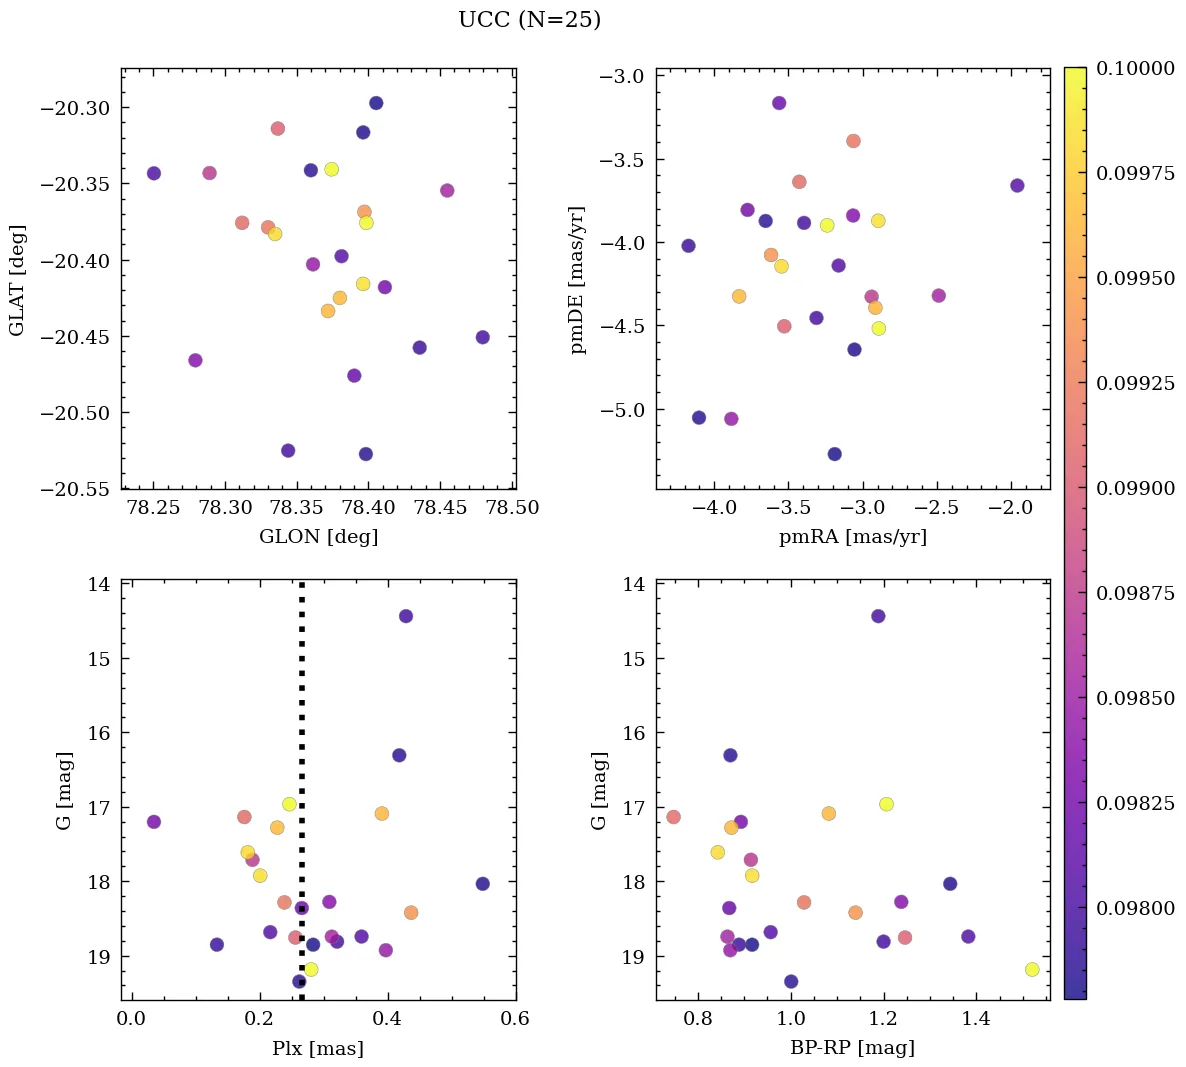 UCC (N=25)
−20.30
−20.35
−20.40
−20.45
−20.50
−20.55
GLAT [deg]
78.25 78.30 78.35 78.40 78.45 78.50
GLON [deg]
−3.0
−3.5
−4.0
−4.5
−5.0
pmDE [mas/yr]
−4.0 −3.5 −3.0 −2.5 −2.0
pmRA [mas/yr]
14
15
16
17
18
19
G [mag]
0.0 0.2 0.4 0.6
Plx [mas]
14
15
16
17
18
19
G [mag]
0.8 1.0 1.2 1.4
BP-RP [mag]
0.10000
0.09975
0.09950
0.09925
0.09900
0.09875
0.09850
0.09825
0.09800